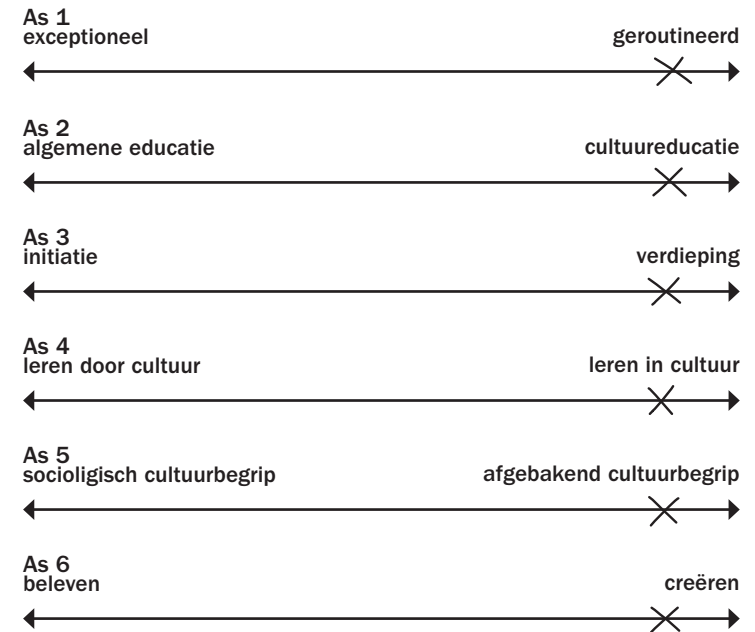 As 1
exceptioneel geroutineerd
As 2
algemene educatie cultuureducatie
As 3
initiatie verdieping
As 4
leren door cultuur leren in cultuur
As 5
socioligisch cultuurbegrip afgebakend cultuurbegrip
As 6
beleven creëren